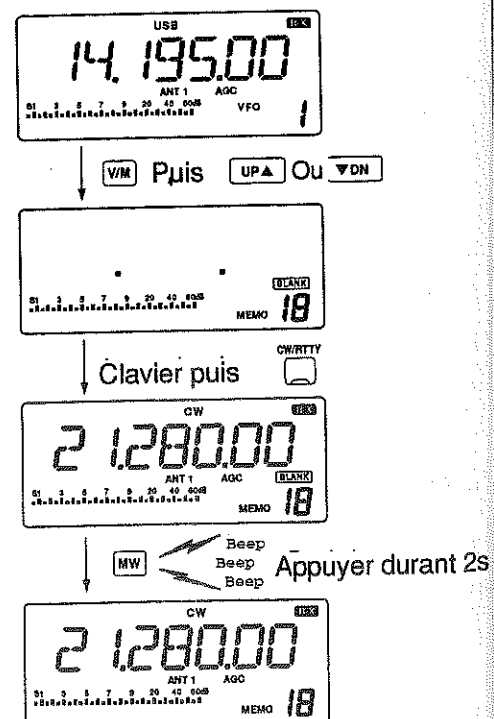 USB RX
14.195.00
ANT 1 AGC
S1 3 5 7 9 20 40 60dB VFO 1
V/M Puis UP▲ Ou ▼DN
BLANK
S1 3 5 7 9 20 40 60dB MEMO 18
Clavier puis CW/RTTY
CW RX
21.280.00
ANT 1 AGC BLANK
S1 3 5 7 9 20 40 60dB MEMO 18
Beep
MW Beep Appuyer durant 2s
Beep
CW RX
21.280.00
ANT 1 AGC
S1 3 5 7 9 20 40 60dB MEMO 18